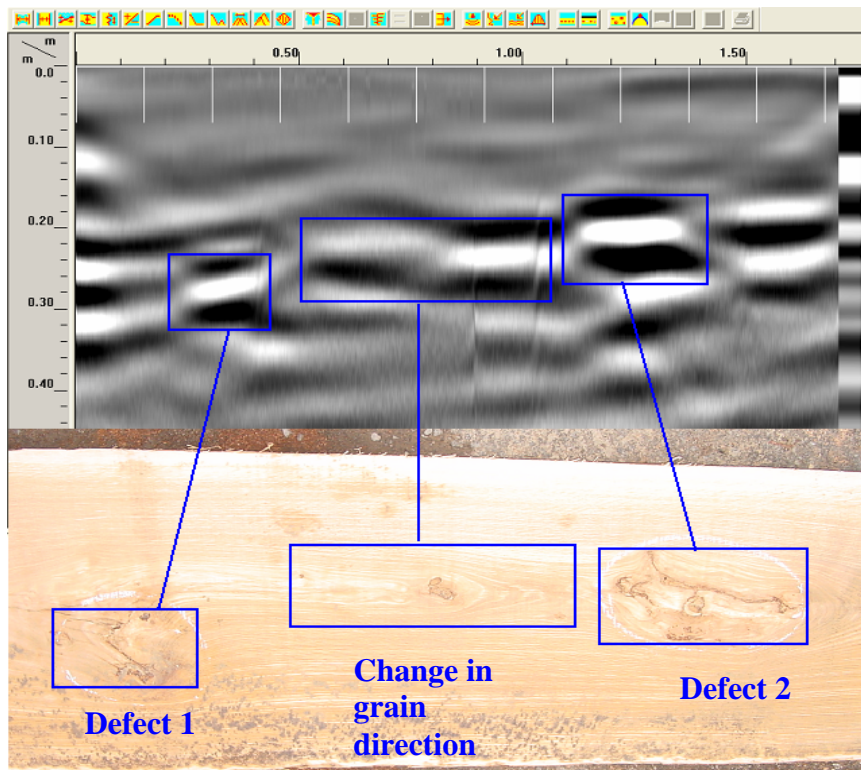 m
m
0.50
1.00
1.50
0.0
0.10
0.20
0.30
0.40
Defect 1
Change in
grain
direction
Defect 2